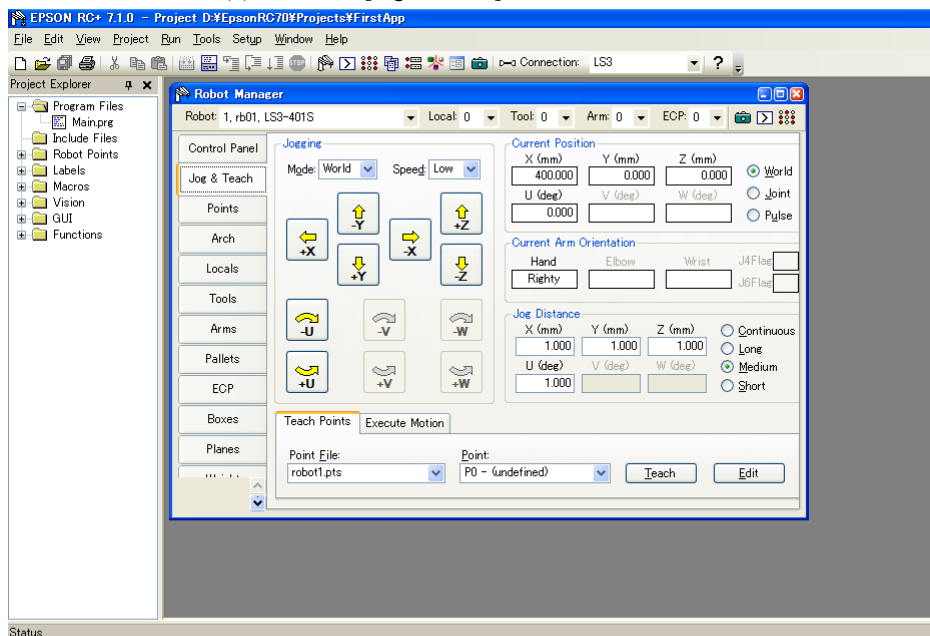 EPSON RC+ 7.1.0 - Project D:¥EpsonRC70¥Projects¥FirstApp
File Edit View Project Run Tools Setup Window Help
Connection: LS3 ?
Project Explorer
Program Files
Main.prg
Include Files
Robot Points
Labels
Macros
Vision
GUI
Functions
Robot Manager
Robot: 1, rb01, LS3-401S Local: 0 Tool: 0 Arm: 0 ECP: 0
Control Panel
Jog & Teach
Points
Arch
Locals
Tools
Arms
Pallets
ECP
Boxes
Planes
Jogging
Mode: World Speed: Low
-Y +Z
+X -X
+Y -Z
-U -V -W
+U +V +W
Current Position
X (mm) Y (mm) Z (mm)
400.000 0.000 0.000
U (deg) V (deg) W (deg)
0.000
World
Joint
Pulse
Current Arm Orientation
Hand Elbow Wrist J4Flag
Righty J6Flag
Jog Distance
X (mm) Y (mm) Z (mm)
1.000 1.000 1.000
U (deg) V (deg) W (deg)
1.000
Continuous
Long
Medium
Short
Teach Points Execute Motion
Point File: Point:
robot1.pts P0 - (undefined) Teach Edit
Status